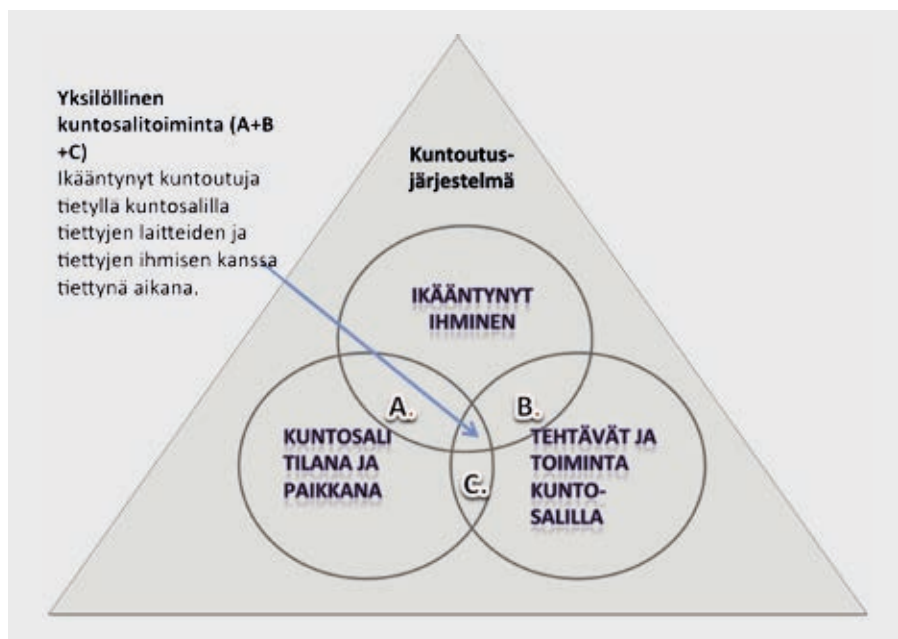 Yksilöllinen
kuntosalitoiminta (A+B
+C)
Ikääntynyt kuntoutuja
tietyllä kuntosalilla
tiettyjen laitteiden ja
tiettyjen ihmisen kanssa
tiettynä aikana.
Kuntoutus-
järjestelmä
IKÄÄNTYNYT
IHMINEN
A.
B.
KUNTOSALI
TILANA JA
PAIKKANA
TEHTÄVÄT JA
TOIMINTA
KUNTO-
SALILLA
C.